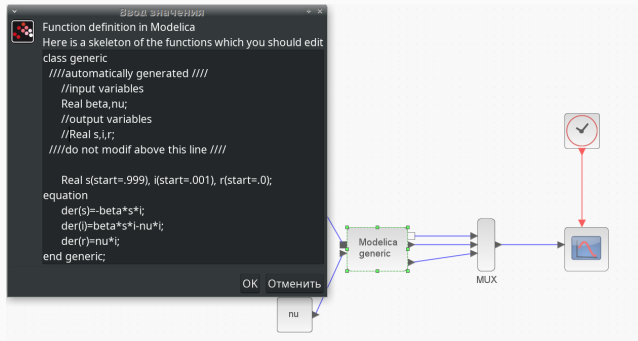 Ввод значения
Function definition in Modelica
Here is a skeleton of the functions which you should edit
class generic
////automatically generated ////
//input variables
Real beta,nu;
//output variables
//Real s,i,r;
////do not modif above this line ////
Real s(start=.999), i(start=.001), r(start=.0);
equation
der(s)=-beta*s*i;
der(i)=beta*s*i-nu*i;
der(r)=nu*i;
end generic;
OK Отменить
Modelica
generic
MUX
nu